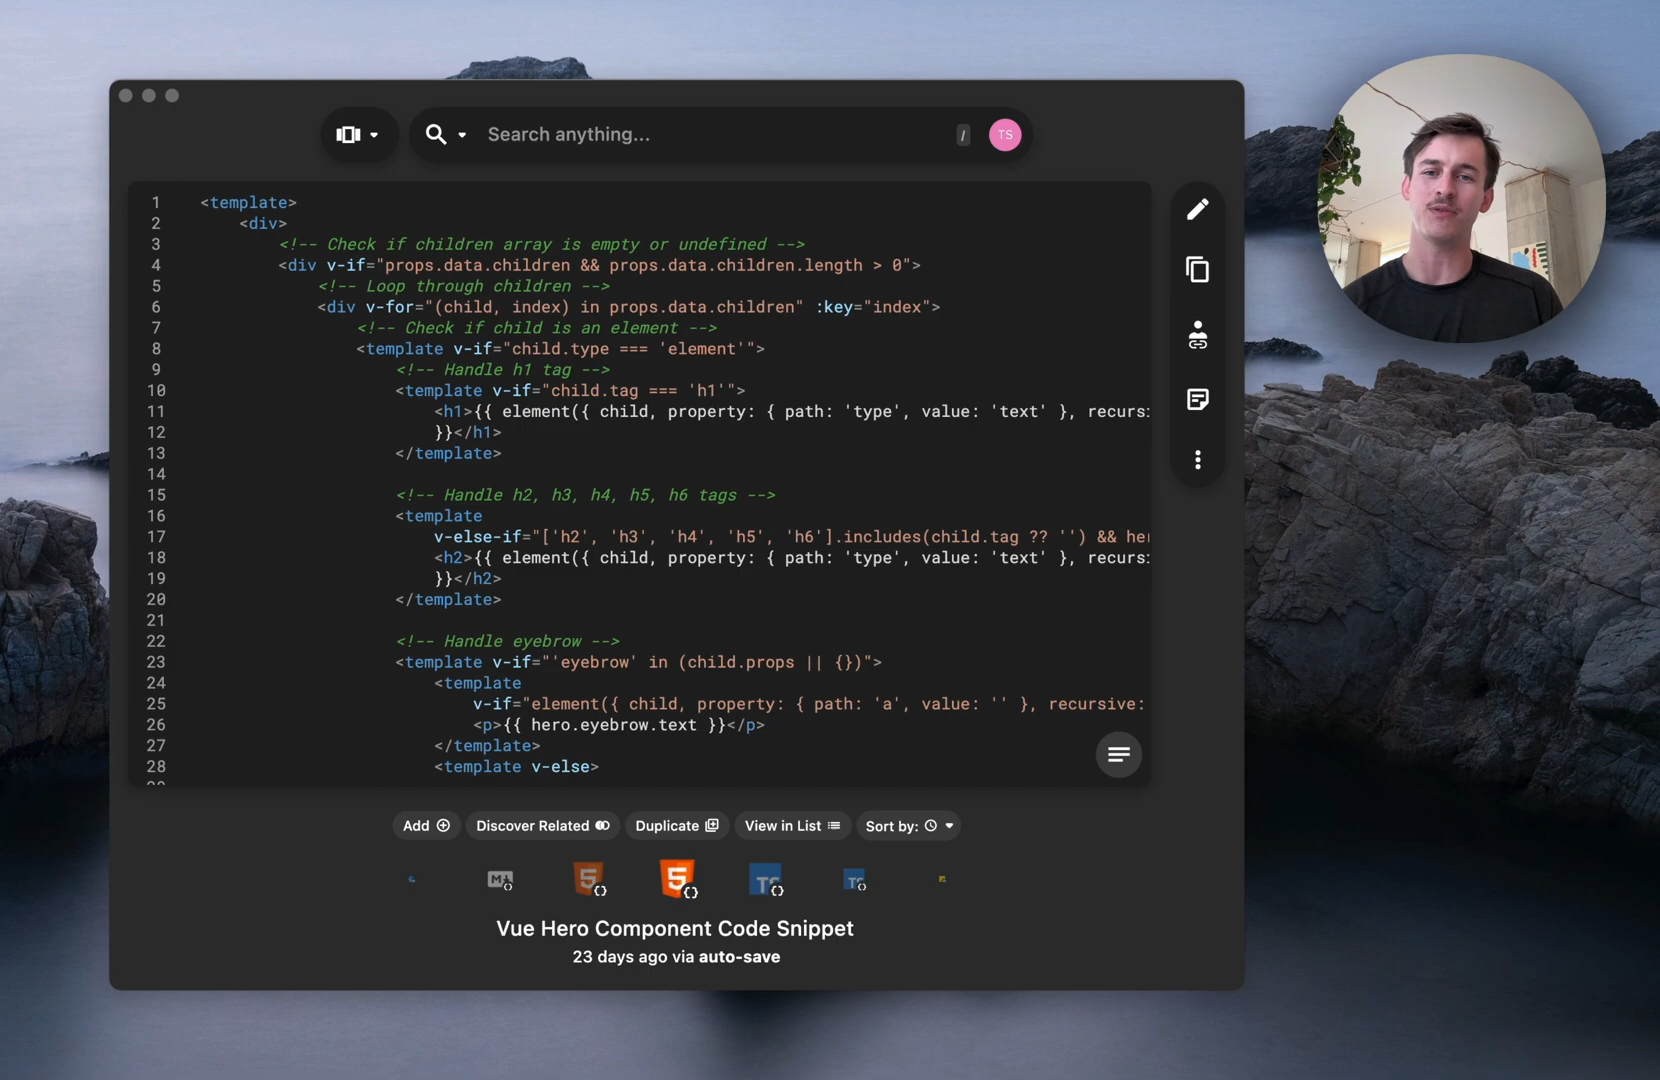 Search anything...
/
TS
1 <template>
2 <div>
3 <!-- Check if children array is empty or undefined -->
4 <div v-if="props.data.children && props.data.children.length > 0">
5 <!-- Loop through children -->
6 <div v-for="(child, index) in props.data.children" :key="index">
7 <!-- Check if child is an element -->
8 <template v-if="child.type === 'element'">
9 <!-- Handle h1 tag -->
10 <template v-if="child.tag === 'h1'">
11 <h1>{{ element({ child, property: { path: 'type', value: 'text' }, recurs
12 }}</h1>
13 </template>
14
15 <!-- Handle h2, h3, h4, h5, h6 tags -->
16 <template
17 v-else-if="['h2', 'h3', 'h4', 'h5', 'h6'].includes(child.tag ?? '') && he
18 <h2>{{ element({ child, property: { path: 'type', value: 'text' }, recurs
19 }}</h2>
20 </template>
21
22 <!-- Handle eyebrow -->
23 <template v-if="'eyebrow' in (child.props || {})">
24 <template
25 v-if="element({ child, property: { path: 'a', value: '' }, recursive:
26 <p>{{ hero.eyebrow.text }}</p>
27 </template>
28 <template v-else>
Add
Discover Related
Duplicate
View in List
Sort by:
M
5
5
TS
TS
Vue Hero Component Code Snippet
23 days ago via auto-save